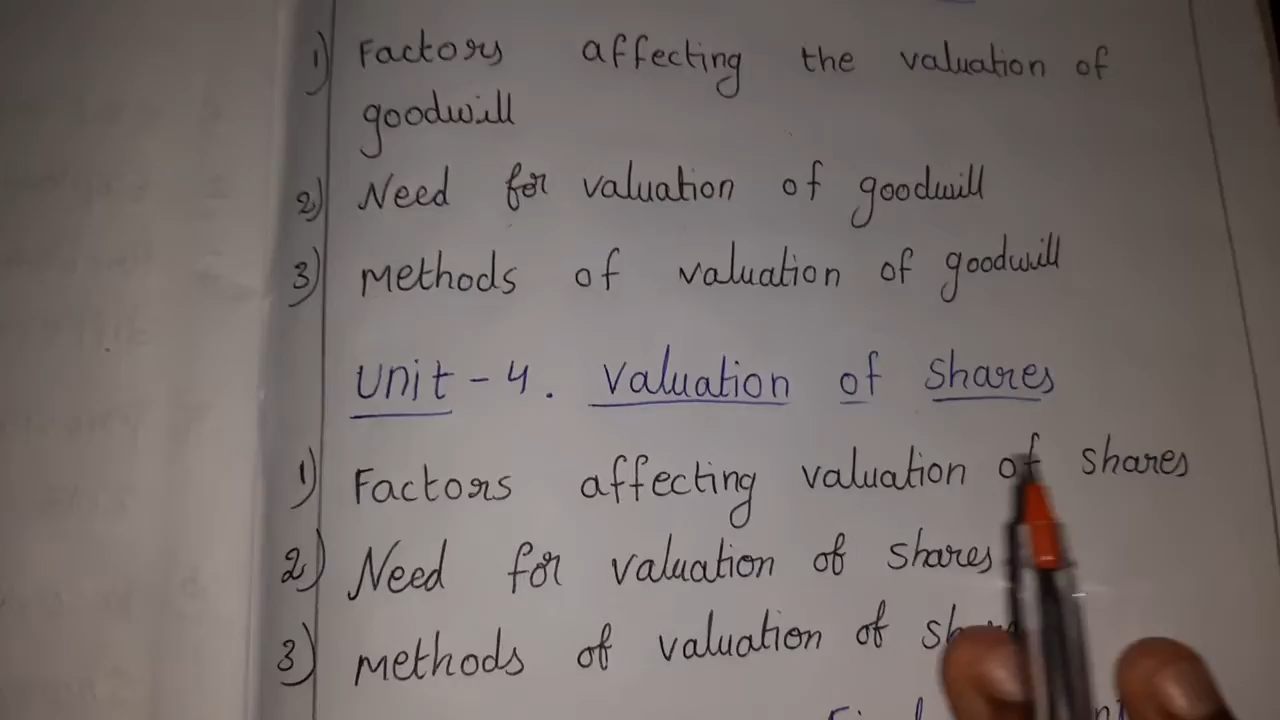 1) Factors affecting the valuation of
goodwill
2) Need for valuation of goodwill
3) methods of valuation of goodwill
Unit - 4. Valuation of shares
1) Factors affecting valuation of shares
2) Need for valuation of shares
3) methods of valuation of